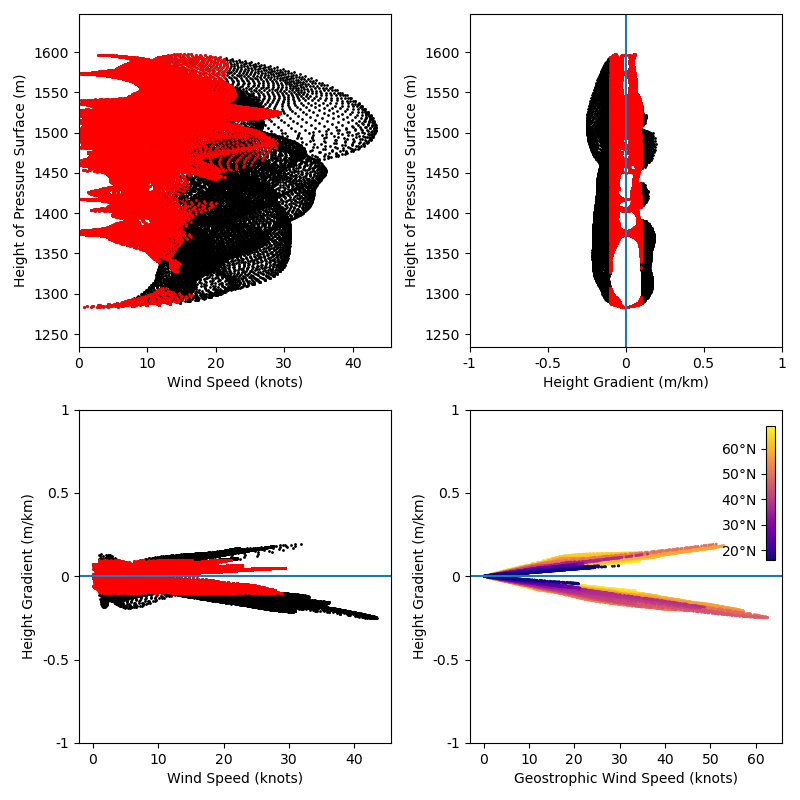 1600
1550
1500
1450
1400
1350
1300
1250
Height of Pressure Surface (m)
0 10 20 30 40
Wind Speed (knots)
1600
1550
1500
1450
1400
1350
1300
1250
Height of Pressure Surface (m)
-1 -0.5 0 0.5 1
Height Gradient (m/km)
1
0.5
0
-0.5
-1
Height Gradient (m/km)
0 10 20 30 40
Wind Speed (knots)
1
0.5
0
-0.5
-1
Height Gradient (m/km)
60°N
50°N
40°N
30°N
20°N
0 10 20 30 40 50 60
Geostrophic Wind Speed (knots)